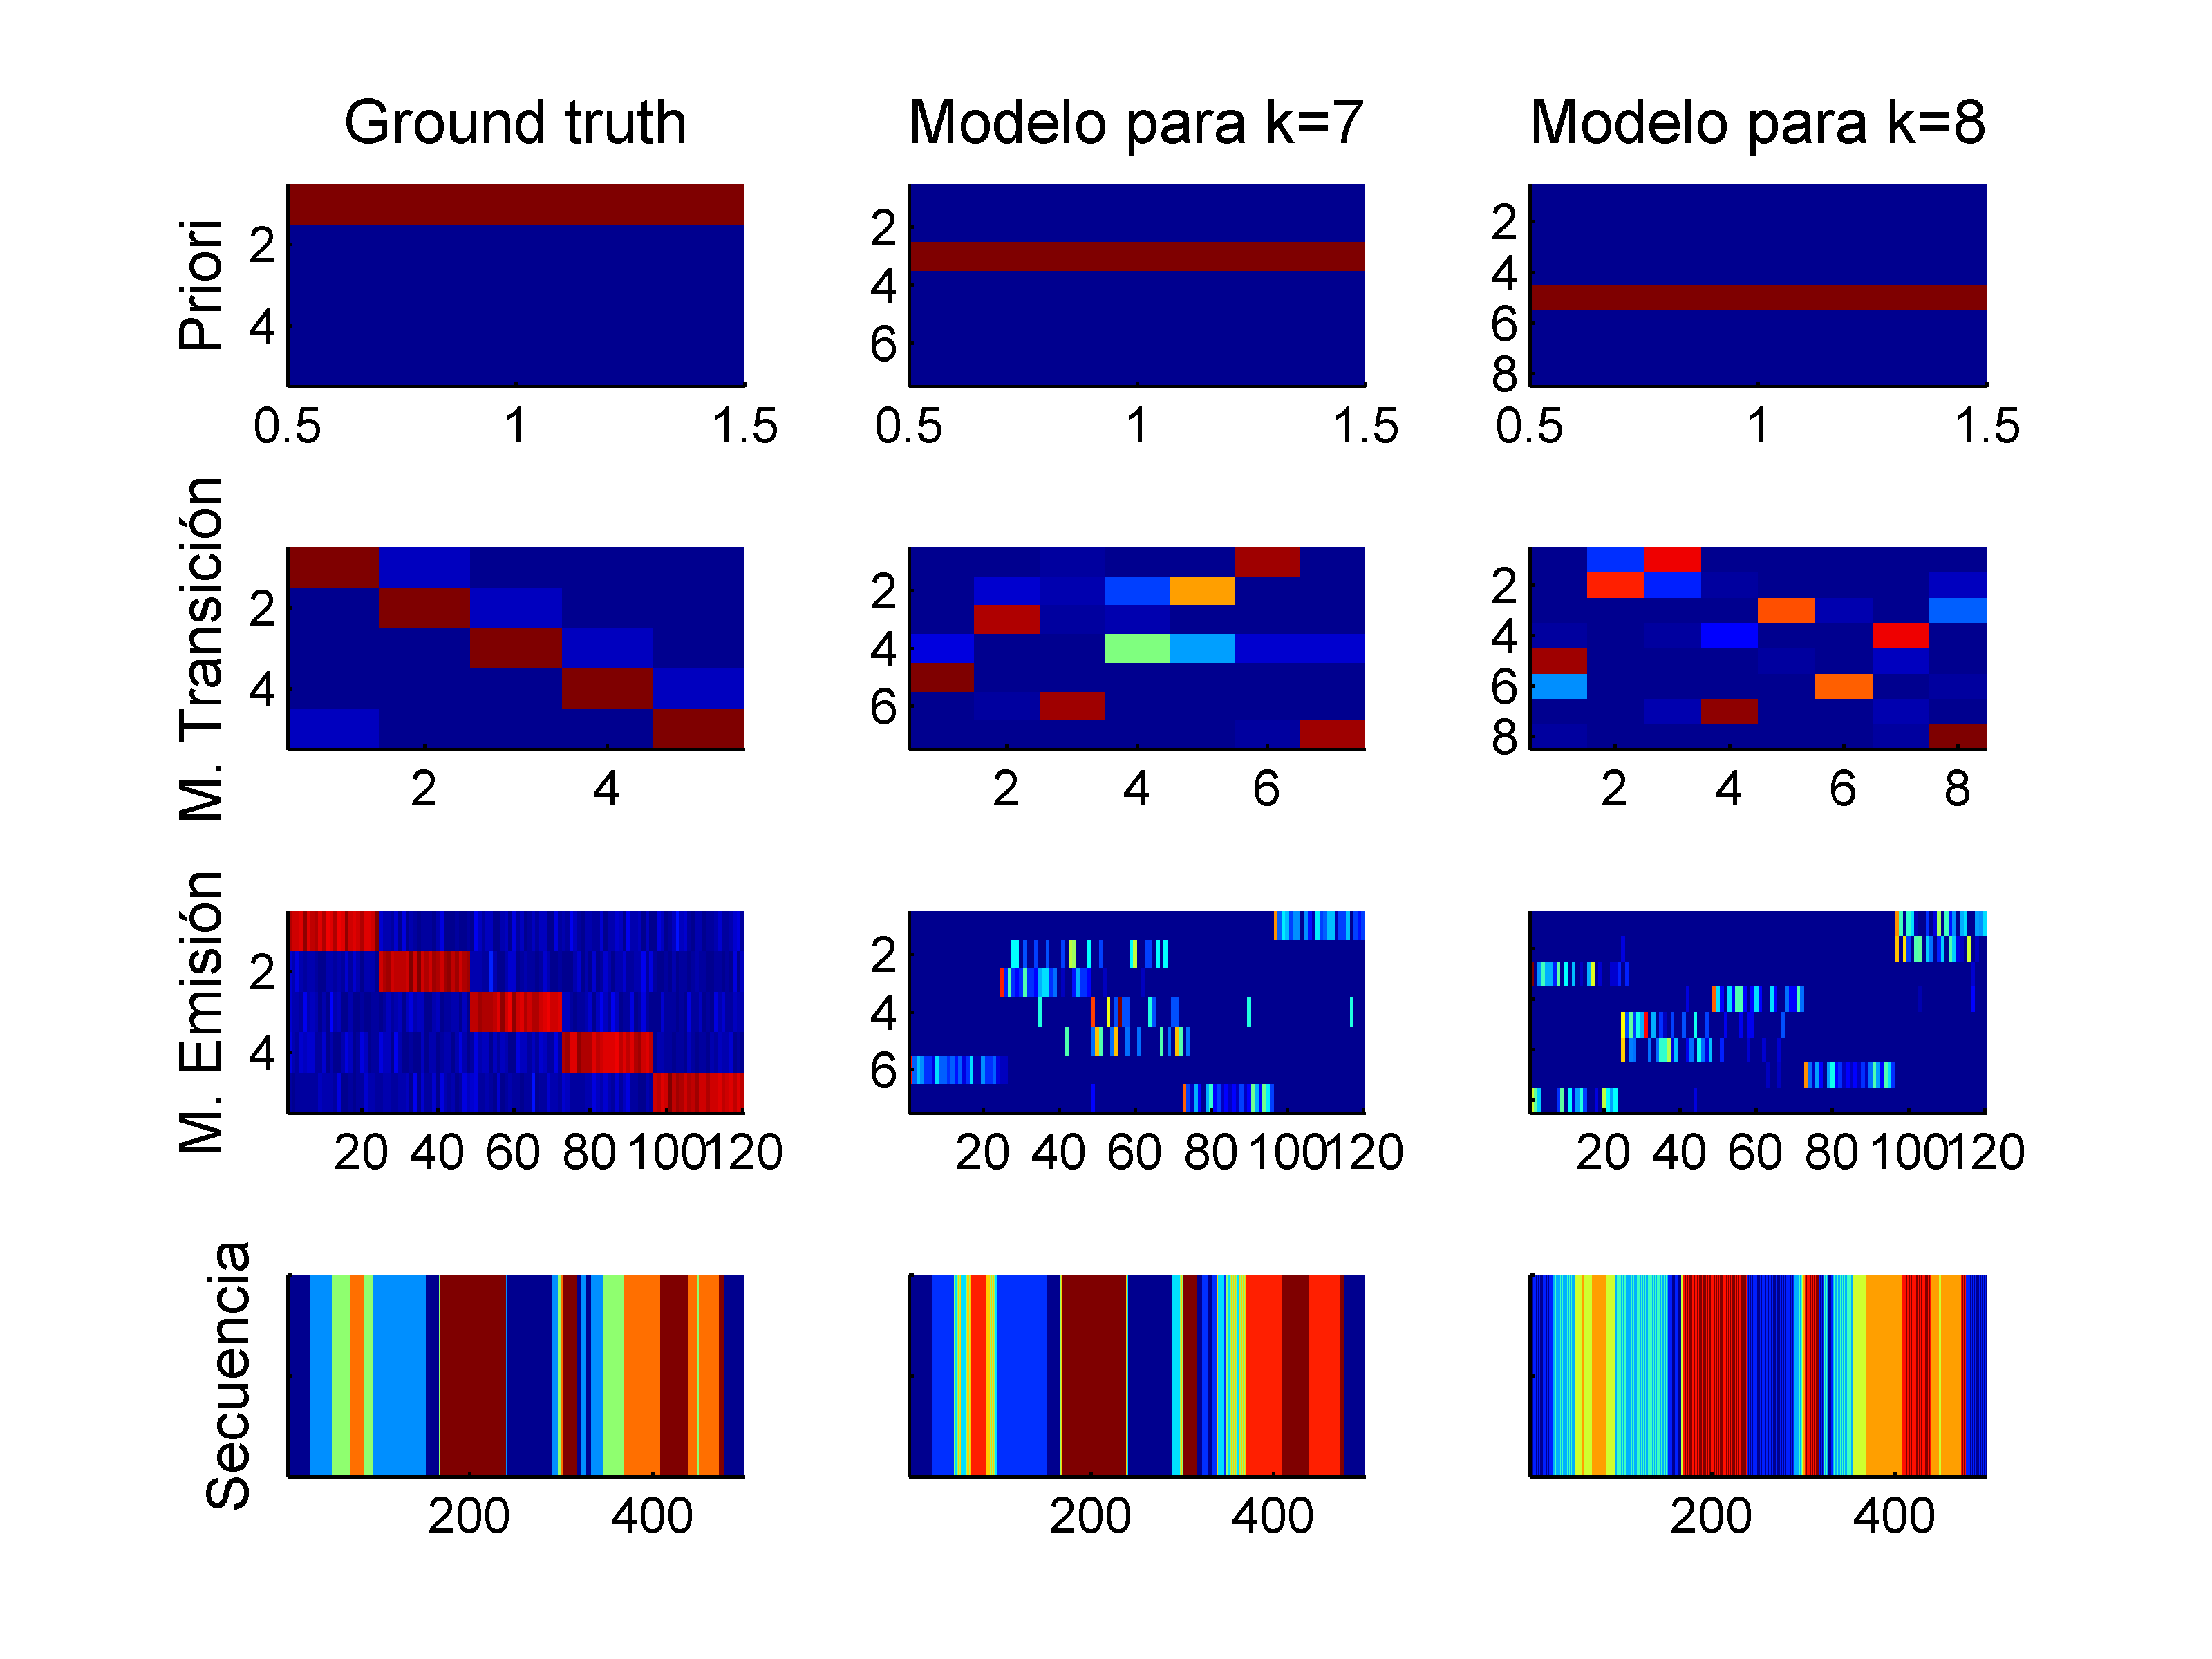 Ground truth Modelo para k=7 Modelo para k=8
Priori
2 2 2
4 4 4
6 6
8
0.5 1 1.5 0.5 1 1.5 0.5 1 1.5
M. Transición
2 2 2
4 4 4
6 6
8
2 4 2 4 6 2 4 6 8
M. Emisión
2 2
4 4
6
20 40 60 80 100 120 20 40 60 80 100 120 20 40 60 80 100 120
Secuencia
200 400 200 400 200 400